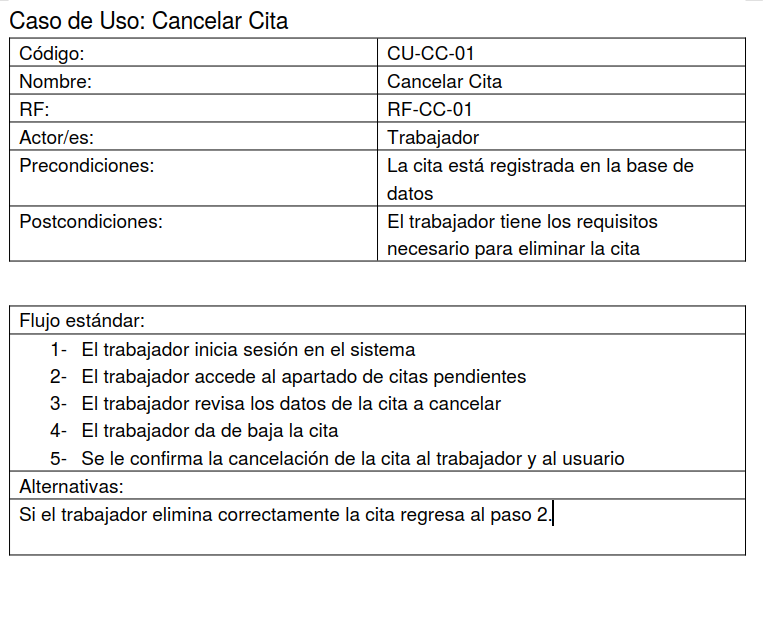 Caso de Uso: Cancelar Cita
Código: CU-CC-01
Nombre: Cancelar Cita
RF: RF-CC-01
Actor/es: Trabajador
Precondiciones: La cita está registrada en la base de
datos
Postcondiciones: El trabajador tiene los requisitos
necesario para eliminar la cita
Flujo estándar:
1- El trabajador inicia sesión en el sistema
2- El trabajador accede al apartado de citas pendientes
3- El trabajador revisa los datos de la cita a cancelar
4- El trabajador da de baja la cita
5- Se le confirma la cancelación de la cita al trabajador y al usuario
Alternativas:
Si el trabajador elimina correctamente la cita regresa al paso 2.